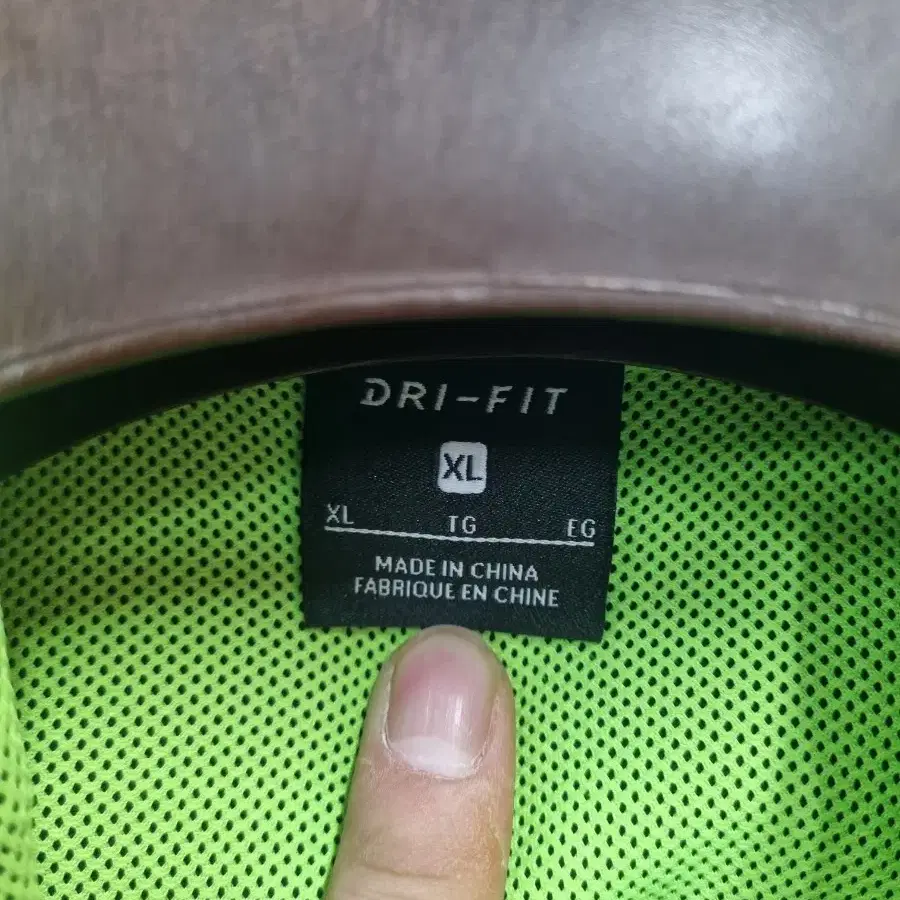 DRI-FIT
XL
XL TG EG
MADE IN CHINA
FABRIQUE EN CHINE